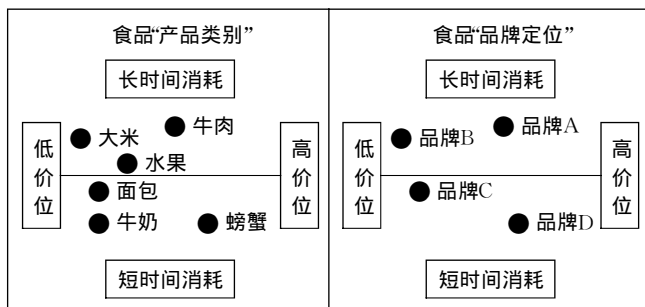 食品“产品类别”
长时间消耗
低价位
大米
牛肉
水果
面包
牛奶
螃蟹
高价位
短时间消耗
食品“品牌定位”
长时间消耗
低价位
品牌B
品牌A
品牌C
品牌D
高价位
短时间消耗